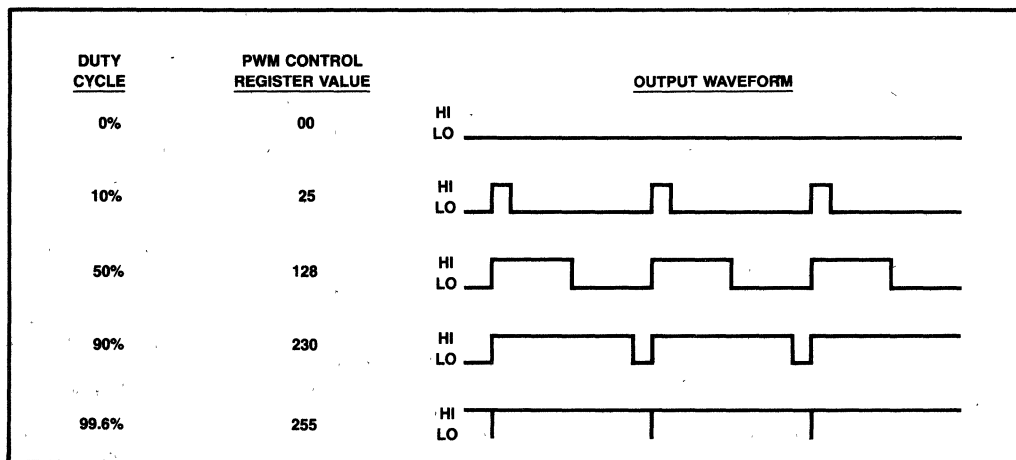 DUTY CYCLE PWM CONTROL REGISTER VALUE OUTPUT WAVEFORM
0% 00 HI LO
10% 25 HI LO
50% 128 HI LO
90% 230 HI LO
99.6% 255 HI LO